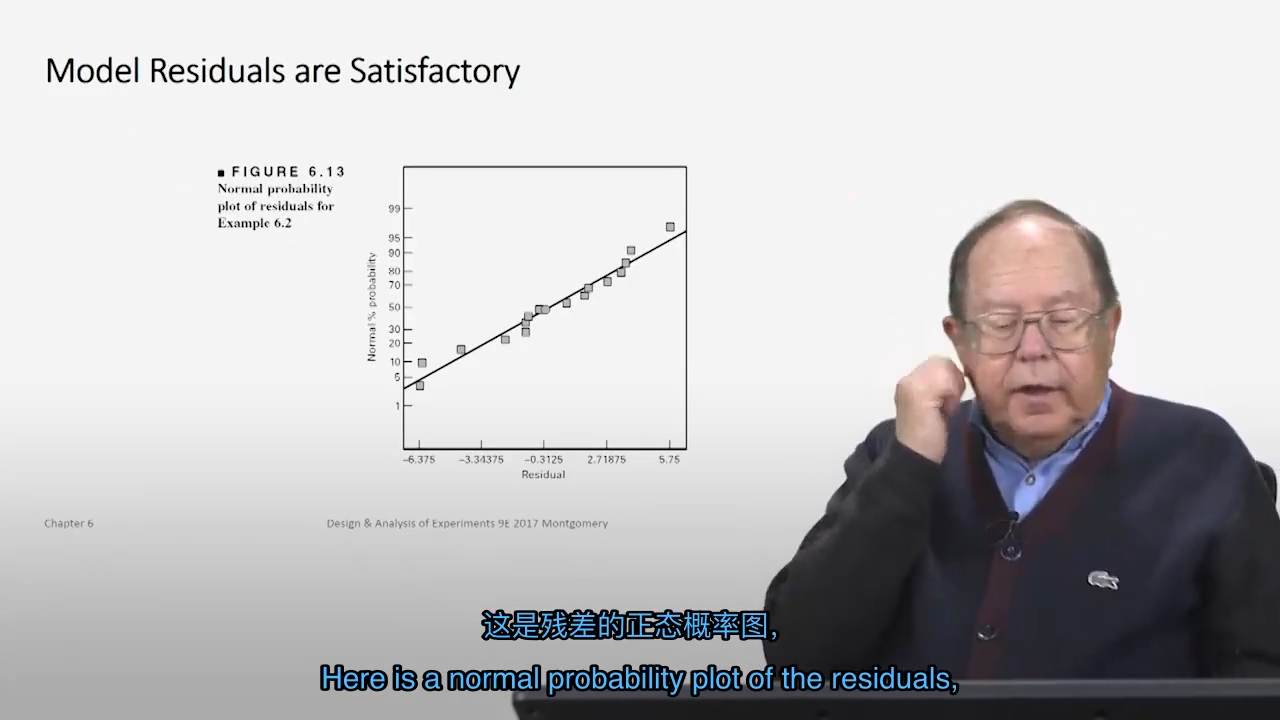 Model Residuals are Satisfactory
■ FIGURE 6.13
Normal probability
plot of residuals for
Example 6.2
99
95
90
80
70
50
30
20
10
5
1
Normal % probability
-6.375 -3.34375 -0.3125 2.71875 5.75
Residual
Chapter 6
Design & Analysis of Experiments 9E 2017 Montgomery
这是残差的正态概率图,
Here is a normal probability plot of the residuals,